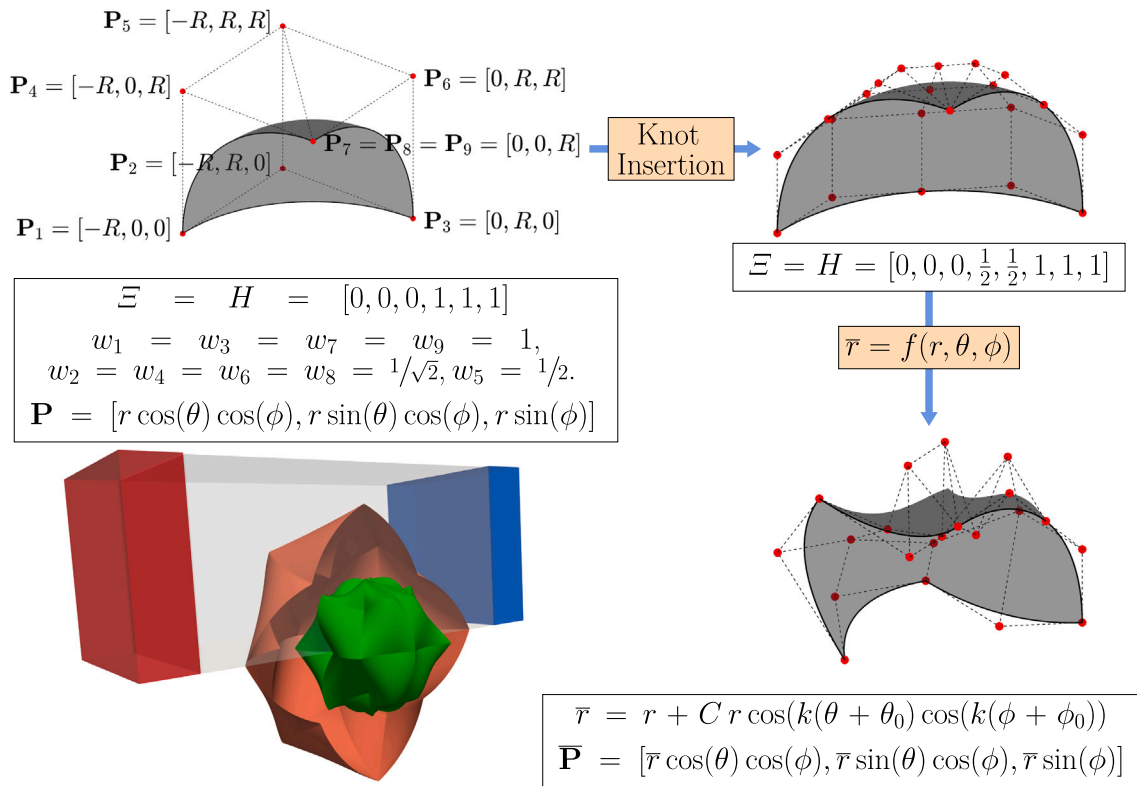 P₅ = [−R, R, R]
P₄ = [−R, 0, R]
P₆ = [0, R, R]
P₇ = P₈ = P₉ = [0, 0, R]
P₂ = [−R, R, 0]
P₁ = [−R, 0, 0]
P₃ = [0, R, 0]
Knot
Insertion
Ξ = H = [0, 0, 0, 1/2, 1/2, 1, 1, 1]
Ξ = H = [0, 0, 0, 1, 1, 1]
w₁ = w₃ = w₇ = w₉ = 1,
w₂ = w₄ = w₆ = w₈ = 1/√2, w₅ = 1/2.
P = [r cos(θ) cos(ϕ), r sin(θ) cos(ϕ), r sin(ϕ)]
r̅ = f(r, θ, ϕ)
r̅ = r + C r cos(k(θ + θ₀) cos(k(ϕ + ϕ₀))
P̅ = [r̅ cos(θ) cos(ϕ), r̅ sin(θ) cos(ϕ), r̅ sin(ϕ)]